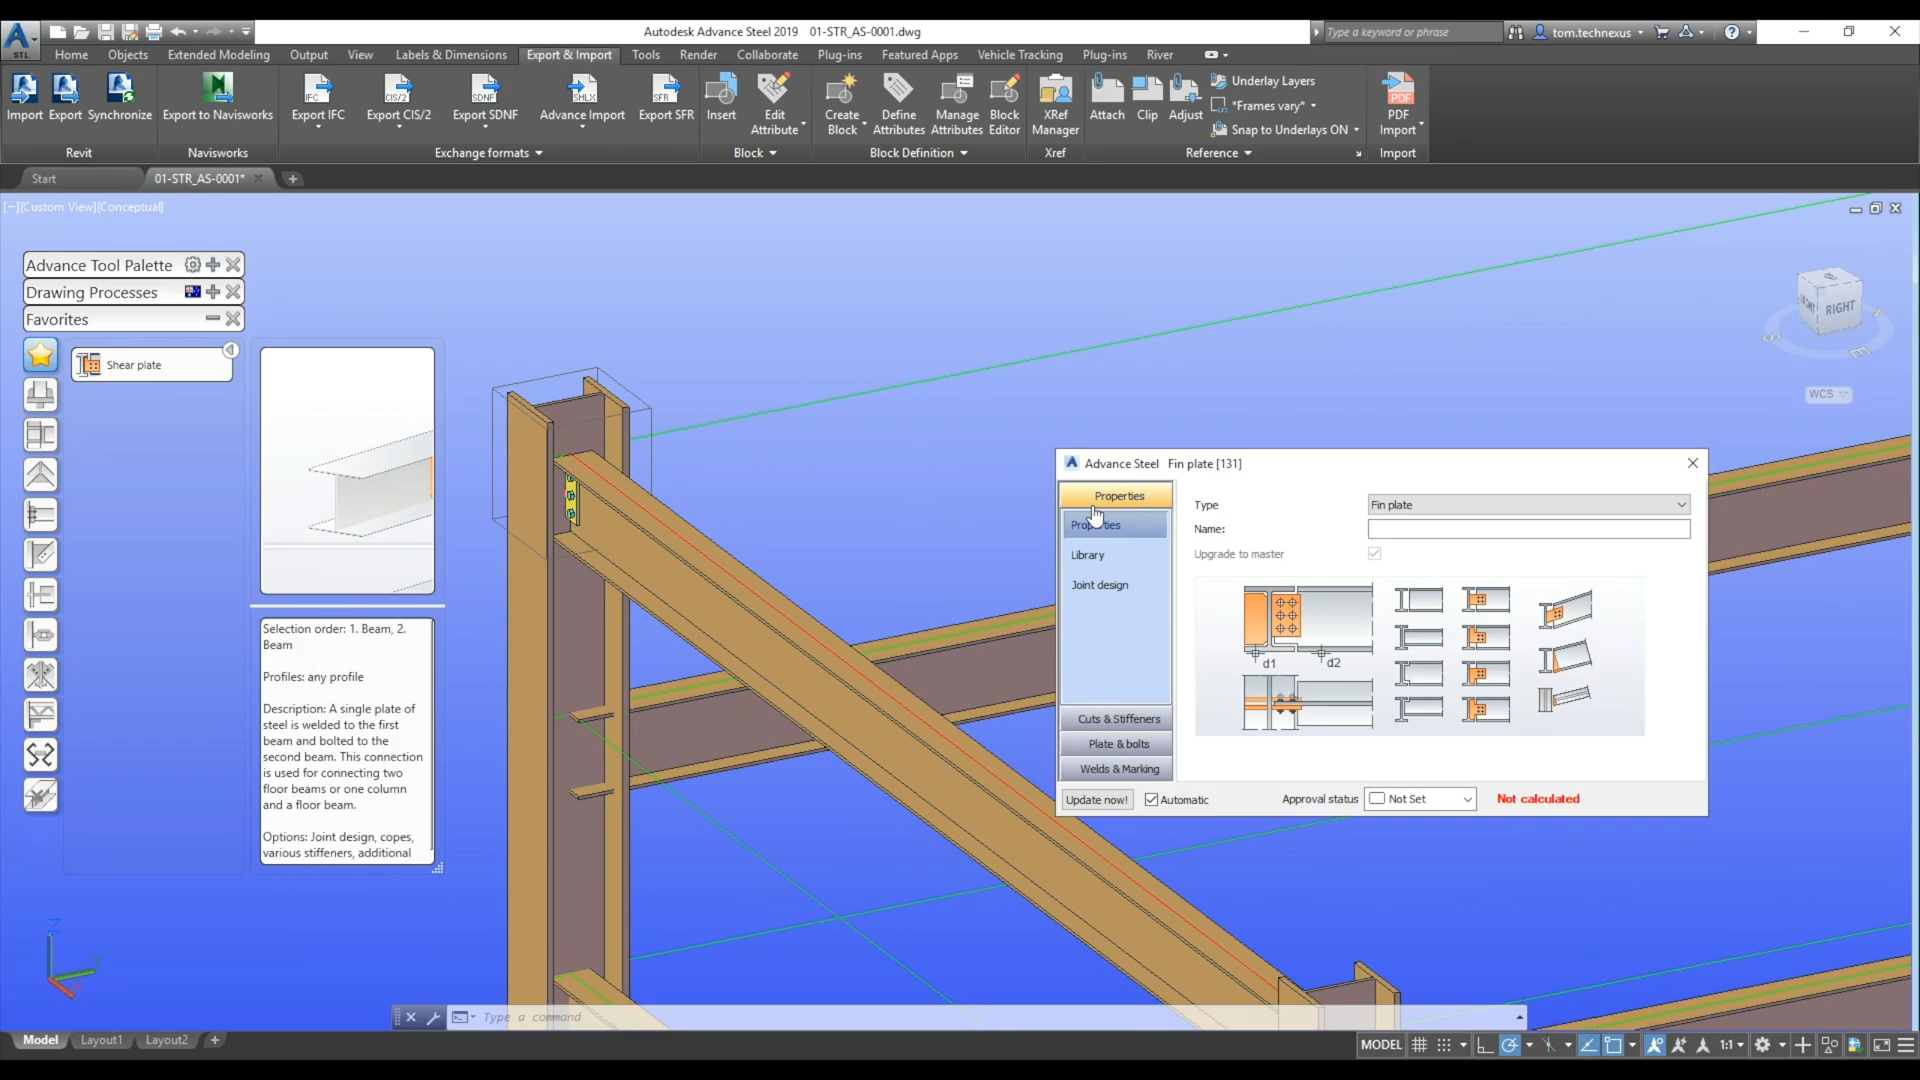 Autodesk Advance Steel 2019 01-STR_AS-0001.dwg
Type a keyword or phrase
tom.technexus
STL
Home Objects Extended Modeling Output View Labels & Dimensions Export & Import Tools Render Collaborate Plug-ins Featured Apps Vehicle Tracking Plug-ins River
Import Export Synchronize
Export to Navisworks
IFC
Export IFC
CIS/2
Export CIS/2
SDNF
Export SDNF
SMLX
Advance Import
SFR
Export SFR
Insert
Edit
Attribute
Create
Block
Define
Attributes
Manage
Attributes
Block
Editor
XRef
Manager
Attach Clip Adjust
Underlay Layers
*Frames vary*
Snap to Underlays ON
PDF
PDF
Import
Revit Navisworks Exchange formats Block Block Definition Xref Reference Import
Start 01-STR_AS-0001*
[−][Custom View][Conceptual]
Advance Tool Palette
Drawing Processes
Favorites
Shear plate
Selection order: 1. Beam, 2.
Beam
Profiles: any profile
Description: A single plate of
steel is welded to the first
beam and bolted to the
second beam. This connection
is used for connecting two
floor beams or one column
and a floor beam.
Options: Joint design, copes,
various stiffeners, additional
RIGHT
WCS
Advance Steel Fin plate [131]
Properties
Properties
Library
Joint design
Cuts & Stiffeners
Plate & bolts
Welds & Marking
Type Fin plate
Name:
Upgrade to master
d1 d2
Update now! Automatic Approval status Not Set Not calculated
Z
Y
Type a command
Model Layout1 Layout2
MODEL 1:1